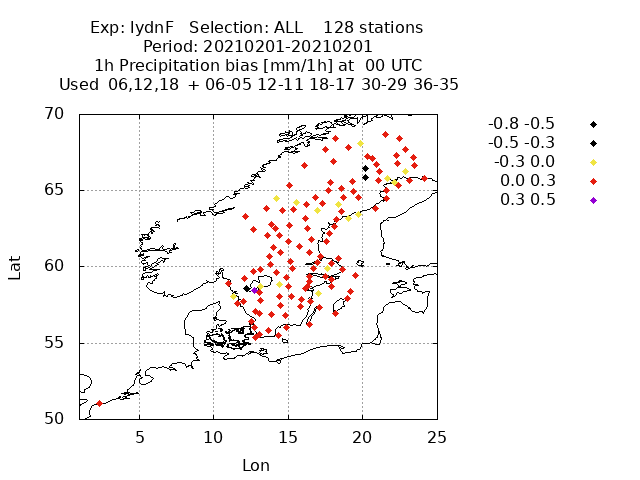 Exp: IydnF   Selection: ALL    128 stations
Period: 20210201-20210201
1h Precipitation bias [mm/1h] at  00 UTC
Used  06,12,18  + 06-05 12-11 18-17 30-29 36-35
70
65
60
55
50
5 10 15 20 25
Lat
Lon
-0.8 -0.5
-0.5 -0.3
-0.3 0.0
0.0 0.3
0.3 0.5